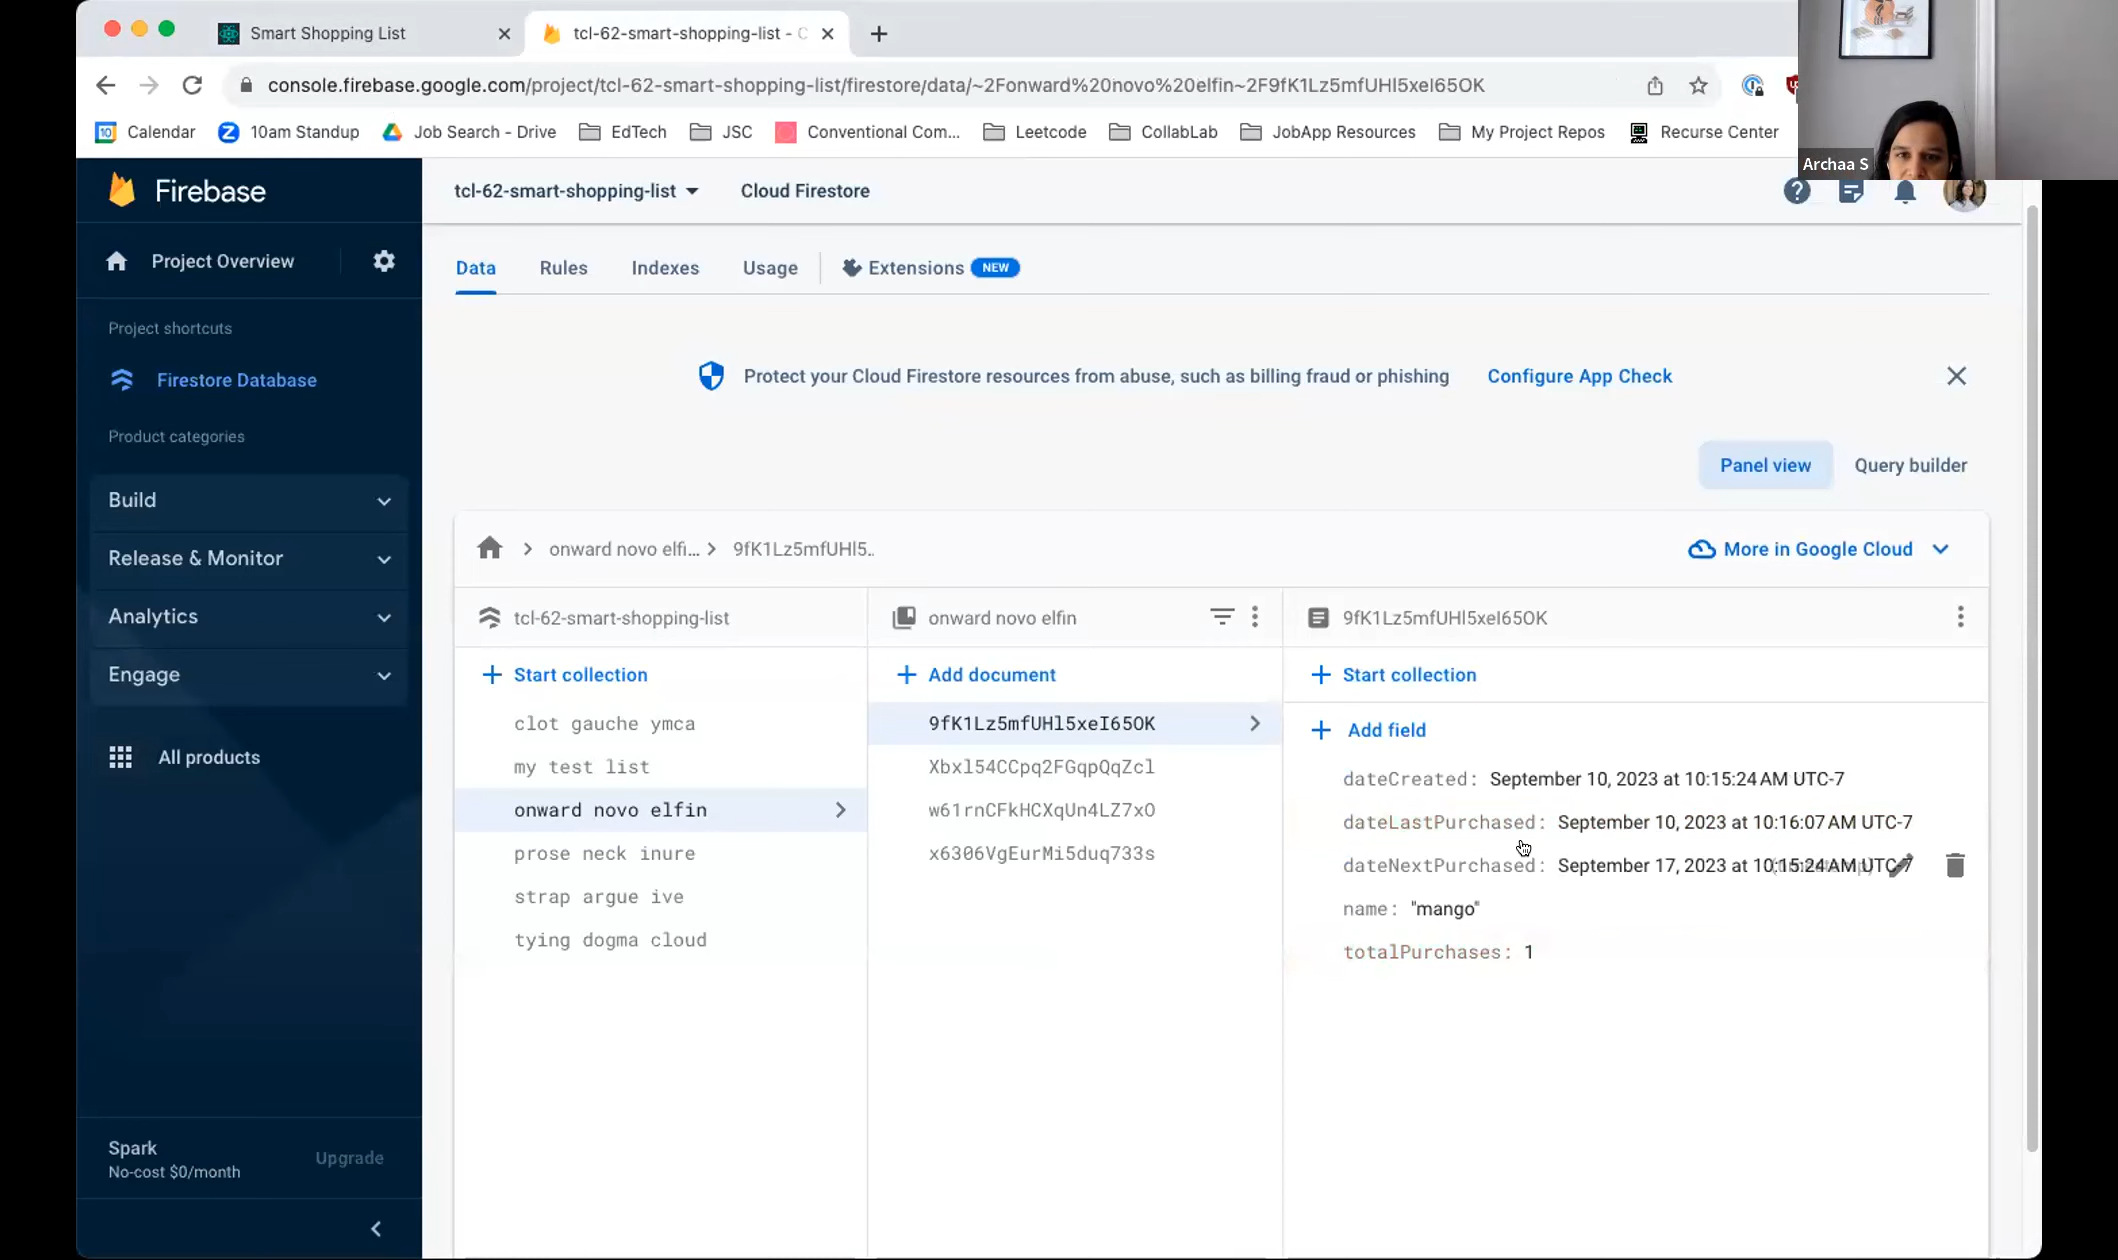 Smart Shopping List
tcl-62-smart-shopping-list - C
console.firebase.google.com/project/tcl-62-smart-shopping-list/firestore/data/~2Fonward%20novo%20elfin~2F9fK1Lz5mfUHl5xeI65OK
Calendar 10am Standup Job Search - Drive EdTech JSC Conventional Com... Leetcode CollabLab JobApp Resources My Project Repos Recurse Center
Archaa S
Firebase
tcl-62-smart-shopping-list Cloud Firestore
Project Overview
Data Rules Indexes Usage Extensions NEW
Project shortcuts
Firestore Database
Protect your Cloud Firestore resources from abuse, such as billing fraud or phishing Configure App Check
Product categories
Panel view Query builder
Build
Release & Monitor
Analytics
Engage
All products
onward novo elfi... 9fK1Lz5mfUHl5..
More in Google Cloud
tcl-62-smart-shopping-list
Start collection
clot gauche ymca
my test list
onward novo elfin
prose neck inure
strap argue ive
tying dogma cloud
onward novo elfin
Add document
9fK1Lz5mfUHl5xeI65OK
Xbxl54CCpq2FGqpQqZcl
w61rnCFkHCXqUn4LZ7xO
x6306VgEurMi5duq733s
9fK1Lz5mfUHl5xeI65OK
Start collection
Add field
dateCreated: September 10, 2023 at 10:15:24 AM UTC-7
dateLastPurchased: September 10, 2023 at 10:16:07 AM UTC-7
dateNextPurchased: September 17, 2023 at 10:15:24 AM UTC-7
name: "mango"
totalPurchases: 1
Spark
No-cost $0/month
Upgrade